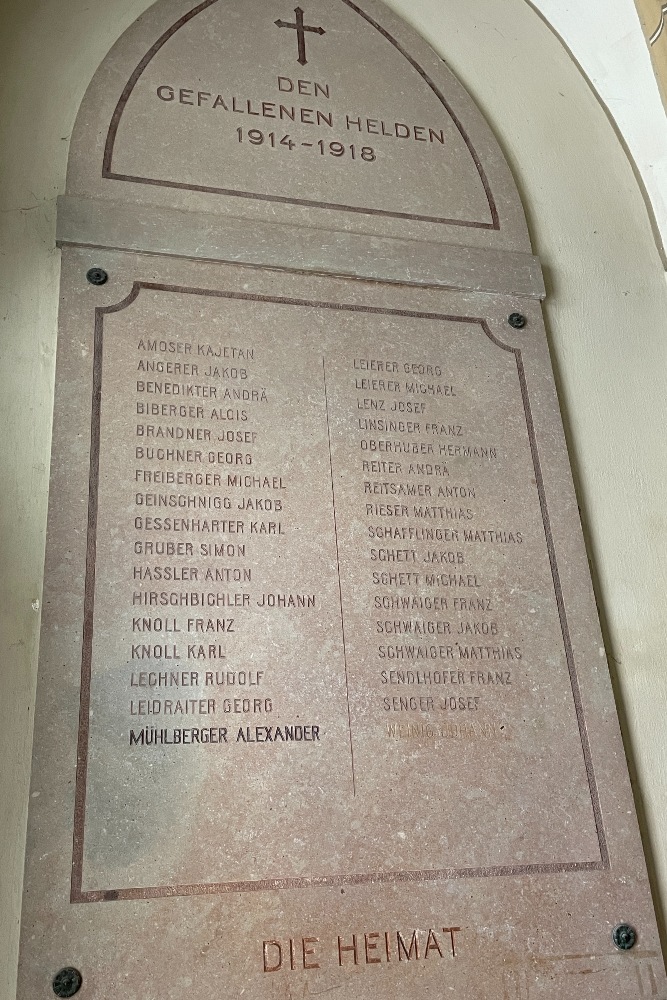 DEN
GEFALLENEN HELDEN
1914--1918
AMOSER KAJETAN
ANGERER JAKOB
BENEDIKTER ANDRÄ
BIBERGER ALOIS
BRANDNER JOSEF
BUCHNER GEORG
FREIBERGER MICHAEL
GEINSCHNIGG JAKOB
GESSENHARTER KARL
GRUBER SIMON
HASSLER ANTON
HIRSCHBICHLER JOHANN
KNOLL FRANZ
KNOLL KARL
LECHNER RUDOLF
LEIDRAITER GEORG
MÜHLBERGER ALEXANDER
LEIERER GEORG
LEIERER MICHAEL
LENZ JOSEF
LINSINGER FRANZ
OBERHUBER HERMANN
REITER ANDRÄ
REITSAMER ANTON
RIESER MATTHIAS
SCHAFFLINGER MATTHIAS
SCHETT JAKOB
SCHETT MICHAEL
SCHWAIGER FRANZ
SCHWAIGER JAKOB
SCHWAIGER MATTHIAS
SENDLHOFER FRANZ
SENGER JOSEF
DIE HEIMAT